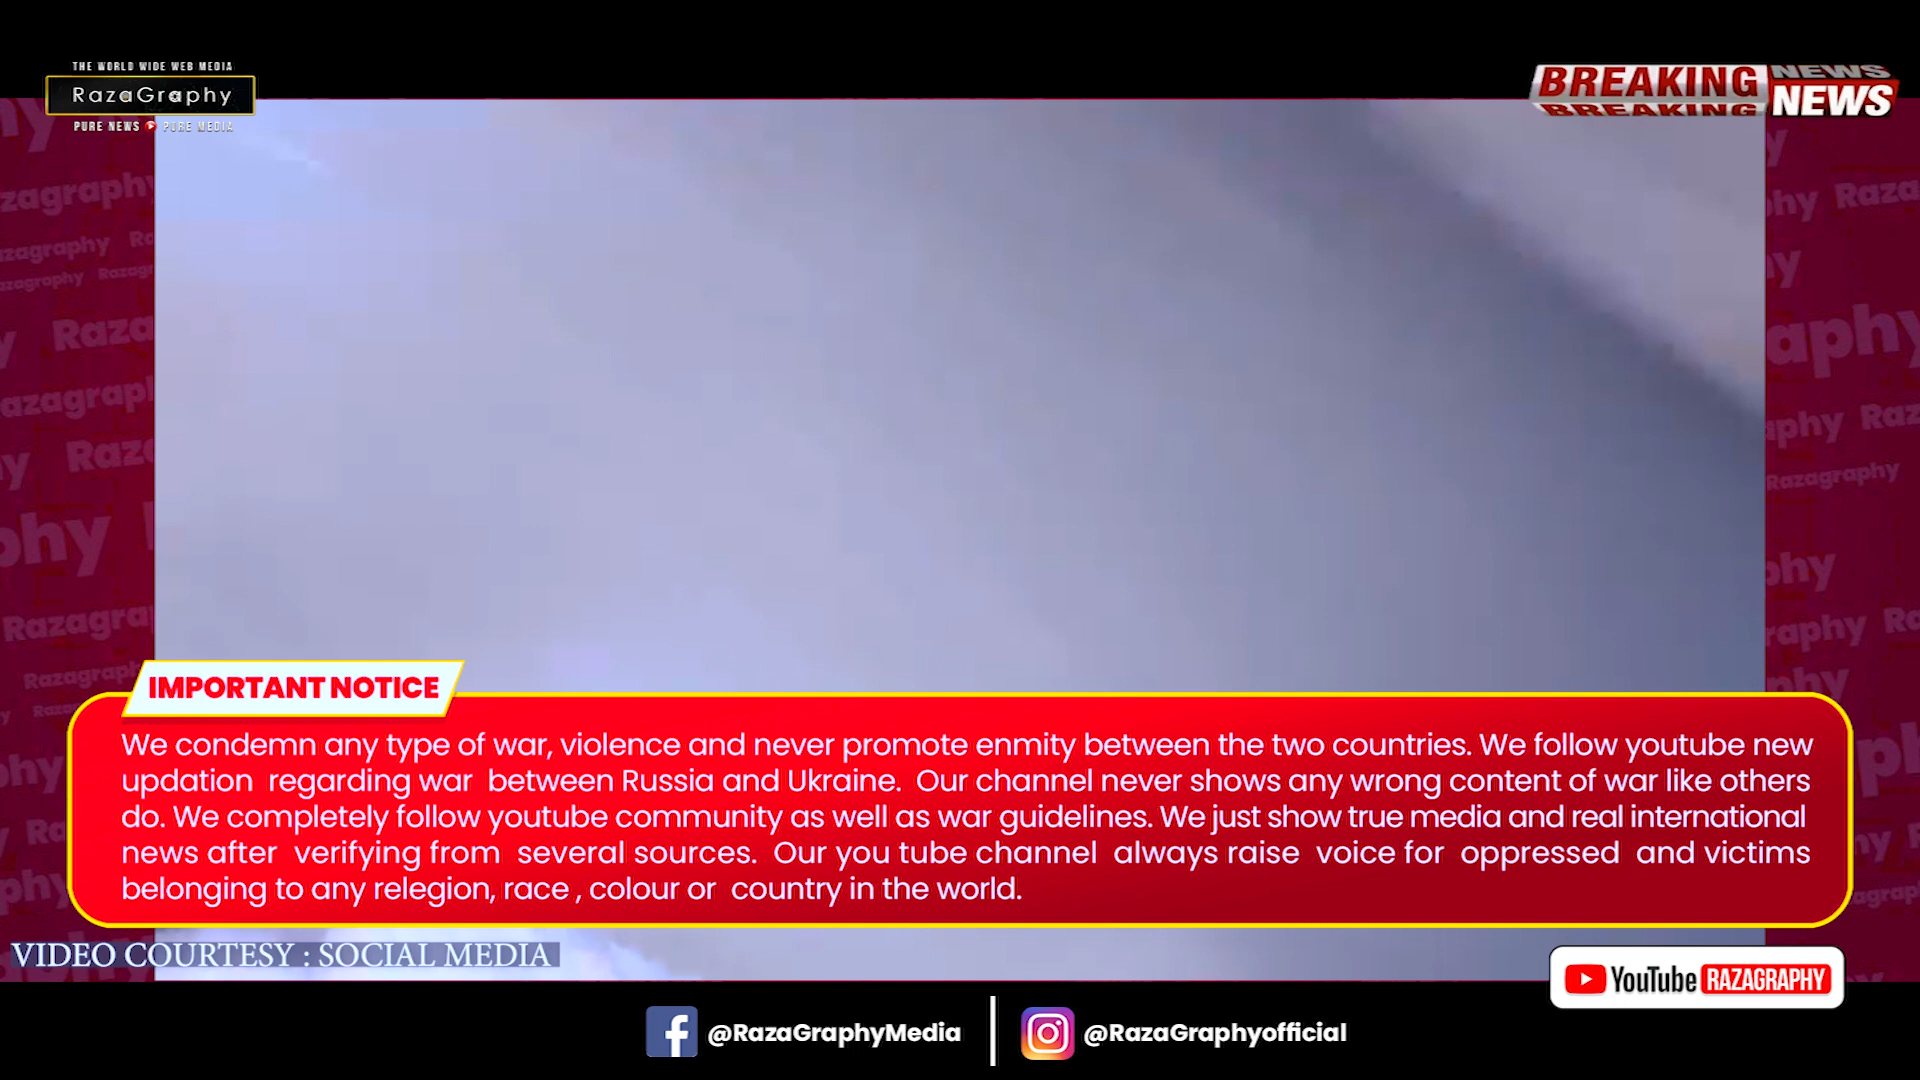 THE WORLD WIDE WEB MEDIA
RazaGraphy
PURE NEWS PURE MEDIA
BREAKING NEWS
BREAKING NEWS
IMPORTANT NOTICE
We condemn any type of war, violence and never promote enmity between the two countries. We follow youtube new
updation regarding war between Russia and Ukraine. Our channel never shows any wrong content of war like others
do. We completely follow youtube community as well as war guidelines. We just show true media and real international
news after verifying from several sources. Our you tube channel always raise voice for oppressed and victims
belonging to any relegion, race , colour or country in the world.
VIDEO COURTESY : SOCIAL MEDIA
YouTube RAZAGRAPHY
@RazaGraphyMedia
@RazaGraphyofficial